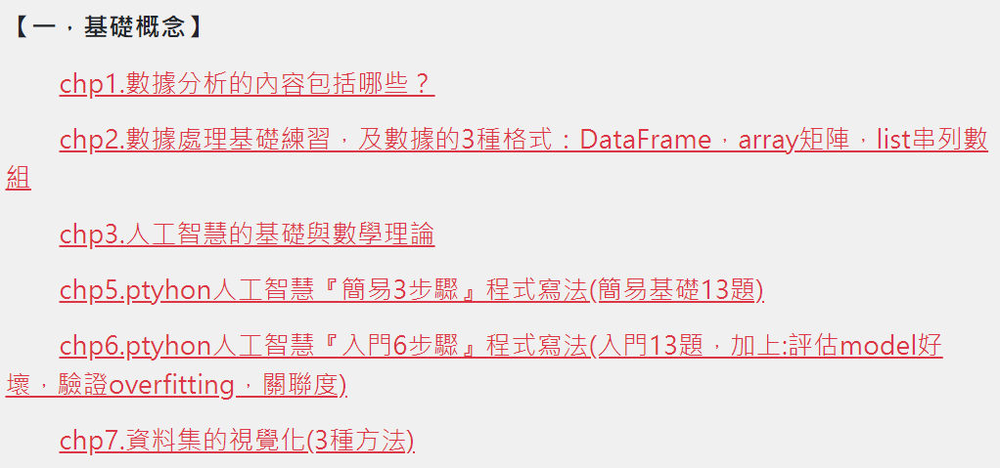 【一，基礎概念】
chp1.數據分析的內容包括哪些？
chp2.數據處理基礎練習，及數據的3種格式：DataFrame，array矩陣，list串列數
組
chp3.人工智慧的基礎與數學理論
chp5.ptyhon人工智慧『簡易3步驟』程式寫法(簡易基礎13題)
chp6.ptyhon人工智慧『入門6步驟』程式寫法(入門13題，加上:評估model好
壞，驗證overfitting，關聯度)
chp7.資料集的視覺化(3種方法)